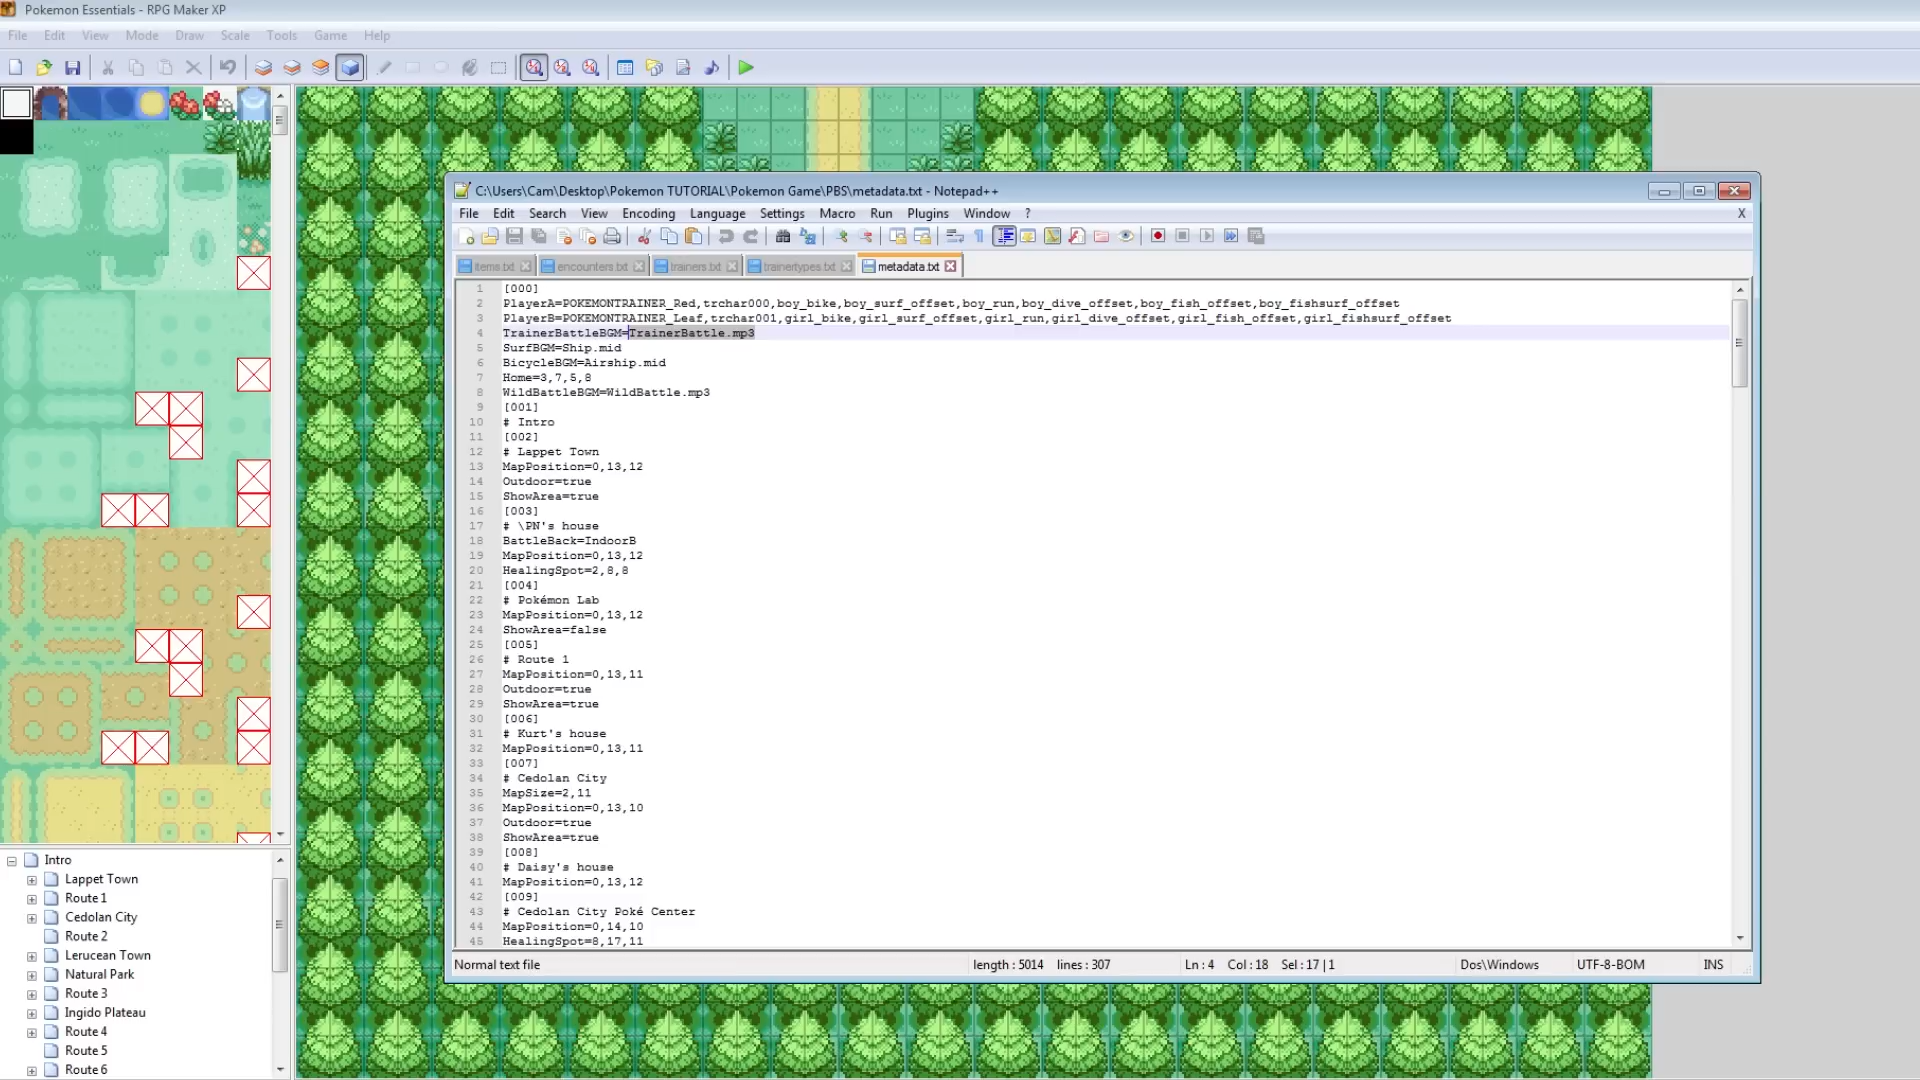 Pokemon Essentials - RPG Maker XP
File Edit View Mode Draw Scale Tools Game Help
C:\Users\Cam\Desktop\Pokemon TUTORIAL\Pokemon Game\PBS\metadata.txt - Notepad++
File Edit Search View Encoding Language Settings Macro Run Plugins Window ? X
items.txt encounters.txt trainers.txt trainertypes.txt metadata.txt
1 [000]
2 PlayerA=POKEMONTRAINER_Red,trchar000,boy_bike,boy_surf_offset,boy_run,boy_dive_offset,boy_fish_offset,boy_fishsurf_offset
3 PlayerB=POKEMONTRAINER_Leaf,trchar001,girl_bike,girl_surf_offset,girl_run,girl_dive_offset,girl_fish_offset,girl_fishsurf_offset
4 TrainerBattleBGM=TrainerBattle.mp3
5 SurfBGM=Ship.mid
6 BicycleBGM=Airship.mid
7 Home=3,7,5,8
8 WildBattleBGM=WildBattle.mp3
9 [001]
10 # Intro
11 [002]
12 # Lappet Town
13 MapPosition=0,13,12
14 Outdoor=true
15 ShowArea=true
16 [003]
17 # \PN's house
18 BattleBack=IndoorB
19 MapPosition=0,13,12
20 HealingSpot=2,8,8
21 [004]
22 # Pokémon Lab
23 MapPosition=0,13,12
24 ShowArea=false
25 [005]
26 # Route 1
27 MapPosition=0,13,11
28 Outdoor=true
29 ShowArea=true
30 [006]
31 # Kurt's house
32 MapPosition=0,13,11
33 [007]
34 # Cedolan City
35 MapSize=2,11
36 MapPosition=0,13,10
37 Outdoor=true
38 ShowArea=true
39 [008]
40 # Daisy's house
41 MapPosition=0,13,12
42 [009]
43 # Cedolan City Poké Center
44 MapPosition=0,14,10
45 HealingSpot=8,17,11
Normal text file length : 5014 lines : 307 Ln : 4 Col : 18 Sel : 17 | 1 Dos\Windows UTF-8-BOM INS
Intro
Lappet Town
Route 1
Cedolan City
Route 2
Lerucean Town
Natural Park
Route 3
Ingido Plateau
Route 4
Route 5
Route 6